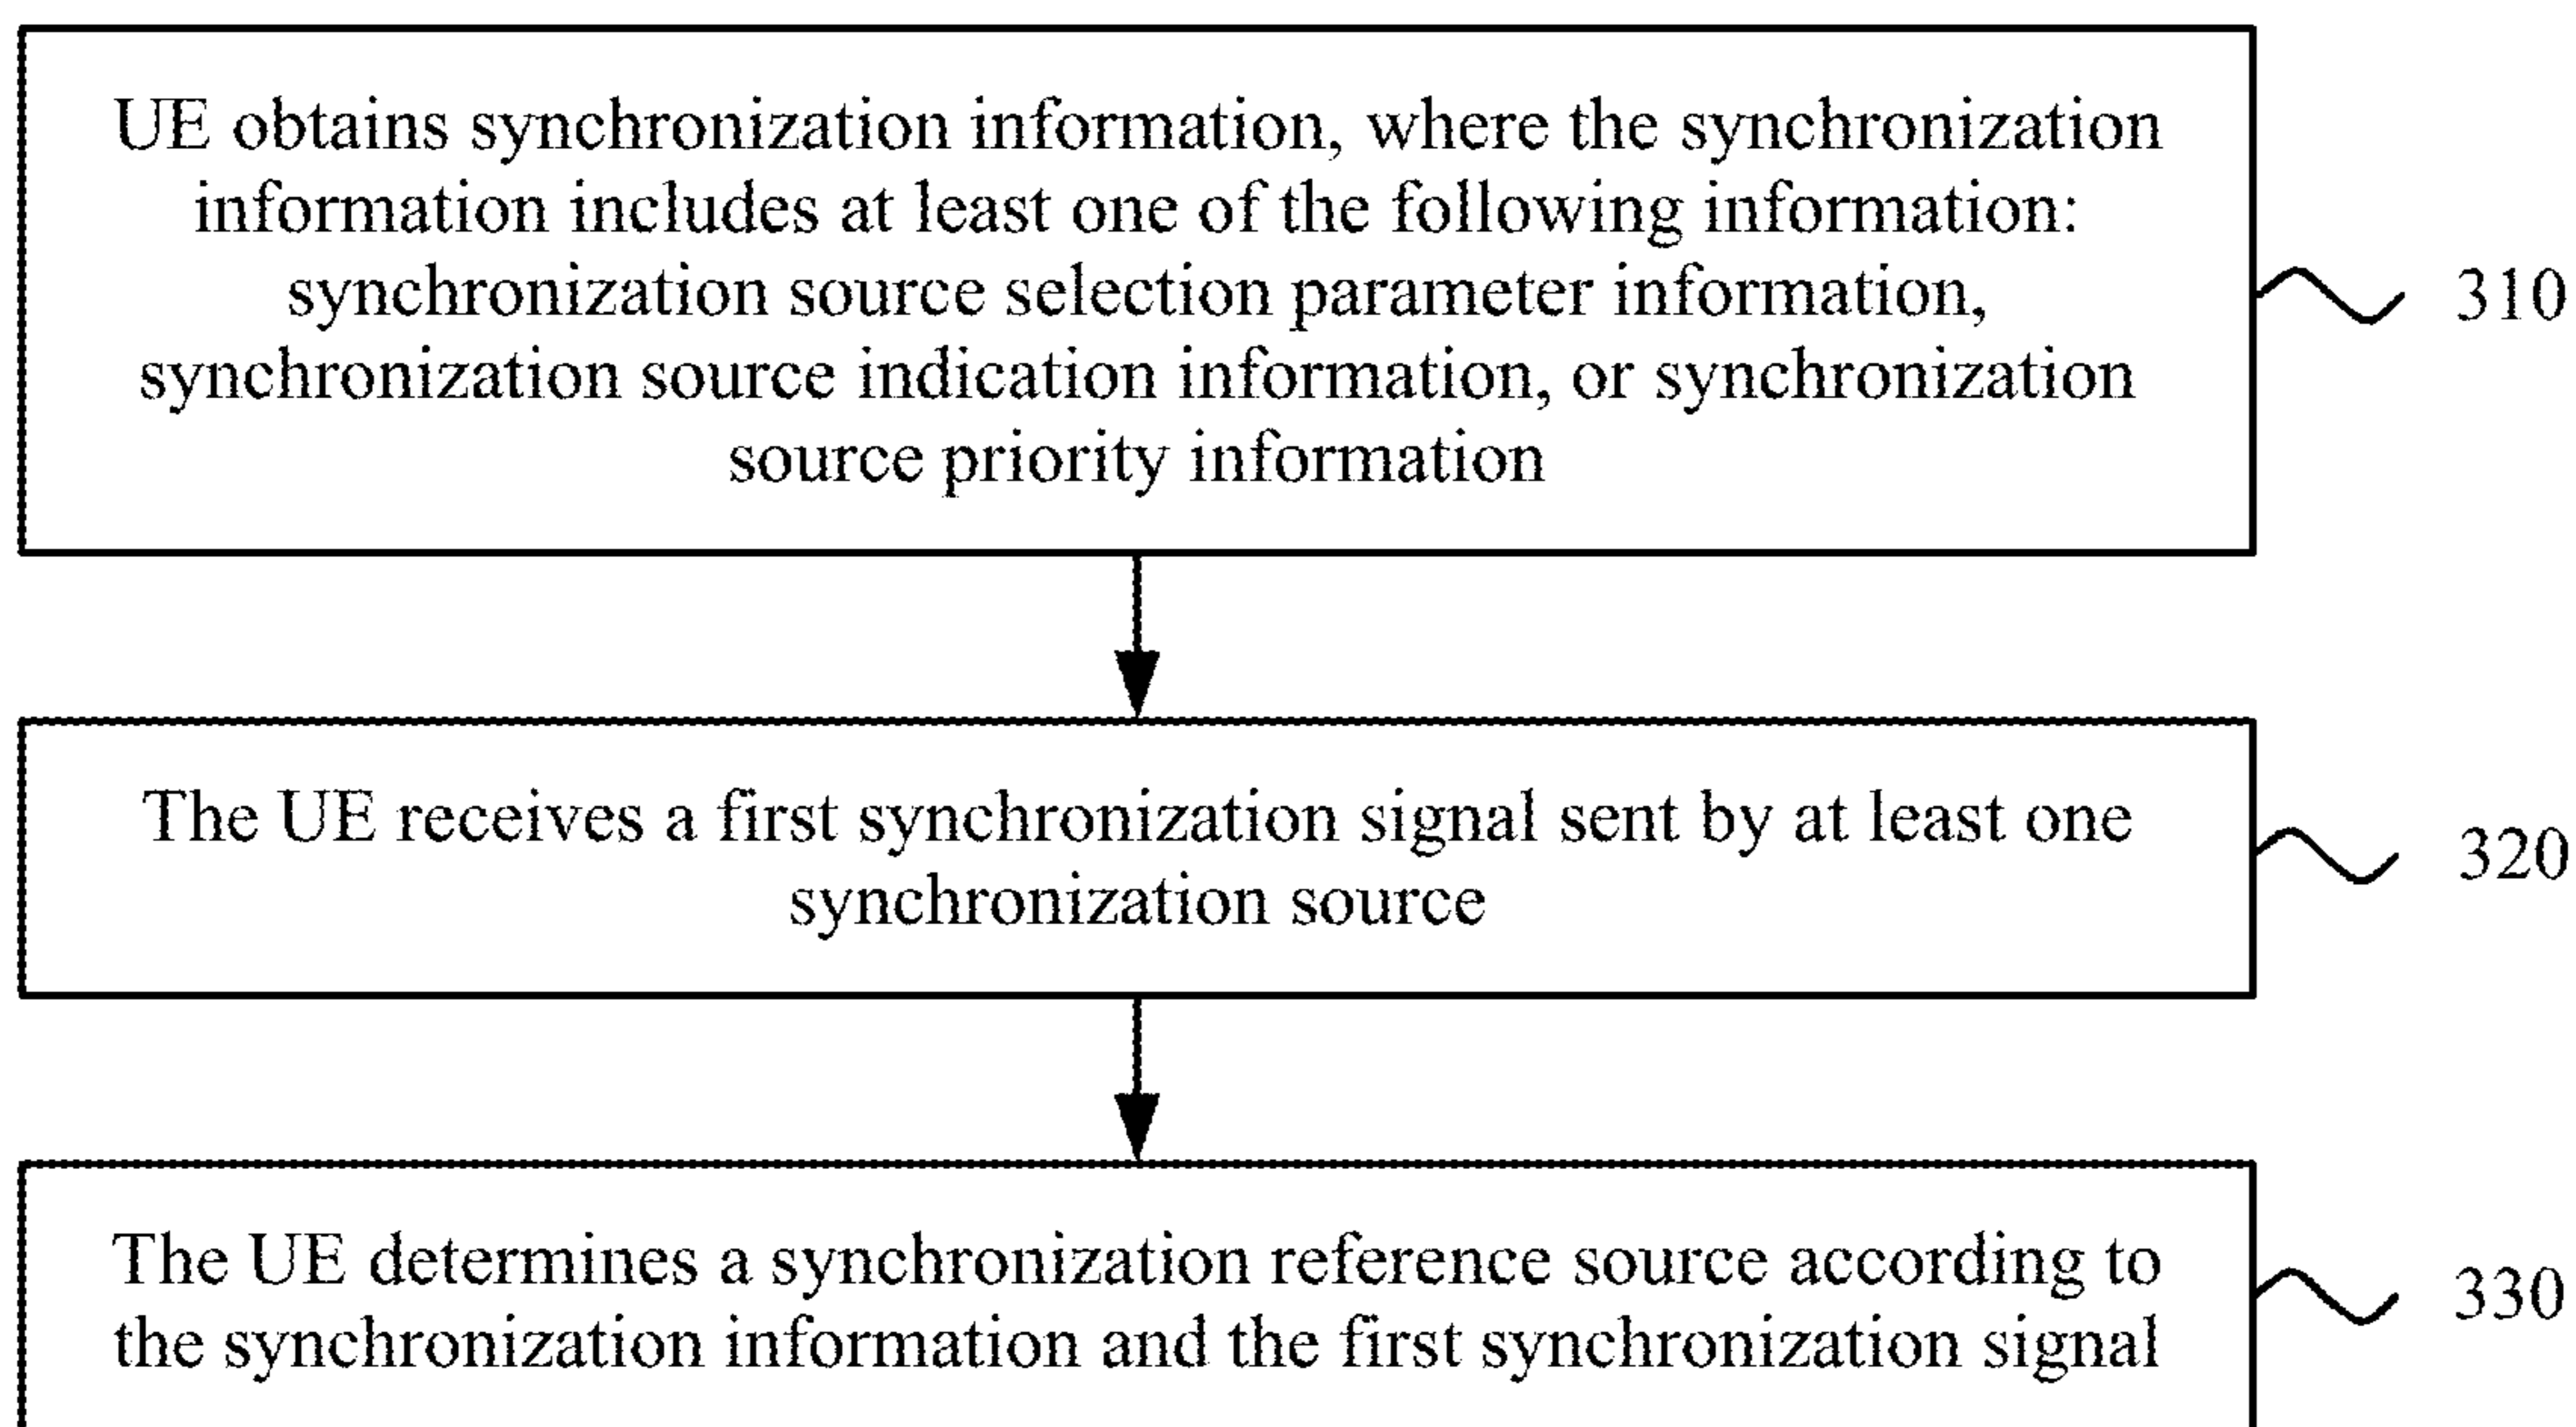 UE obtains synchronization information, where the synchronization
information includes at least one of the following information:
synchronization source selection parameter information,
synchronization source indication information, or synchronization
source priority information
310
The UE receives a first synchronization signal sent by at least one
synchronization source
320
The UE determines a synchronization reference source according to
the synchronization information and the first synchronization signal
330